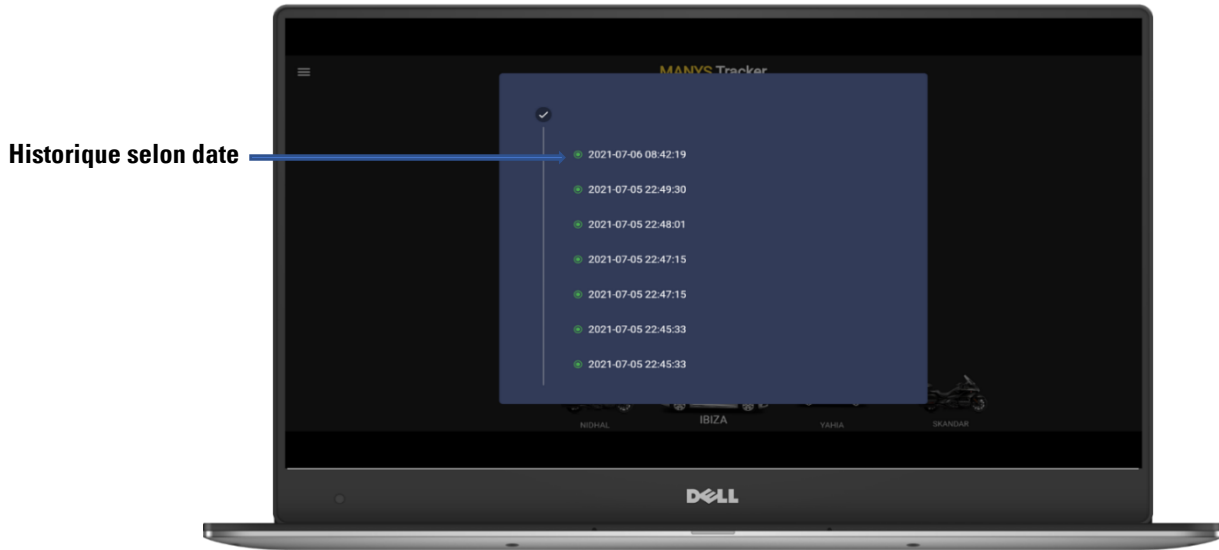 MANYS Tracker
Historique selon date
2021-07-06 08:42:19
2021-07-05 22:49:30
2021-07-05 22:48:01
2021-07-05 22:47:15
2021-07-05 22:47:15
2021-07-05 22:45:33
2021-07-05 22:45:33
NIDHAL
IBIZA
YAHIA
SKANDAR
DELL